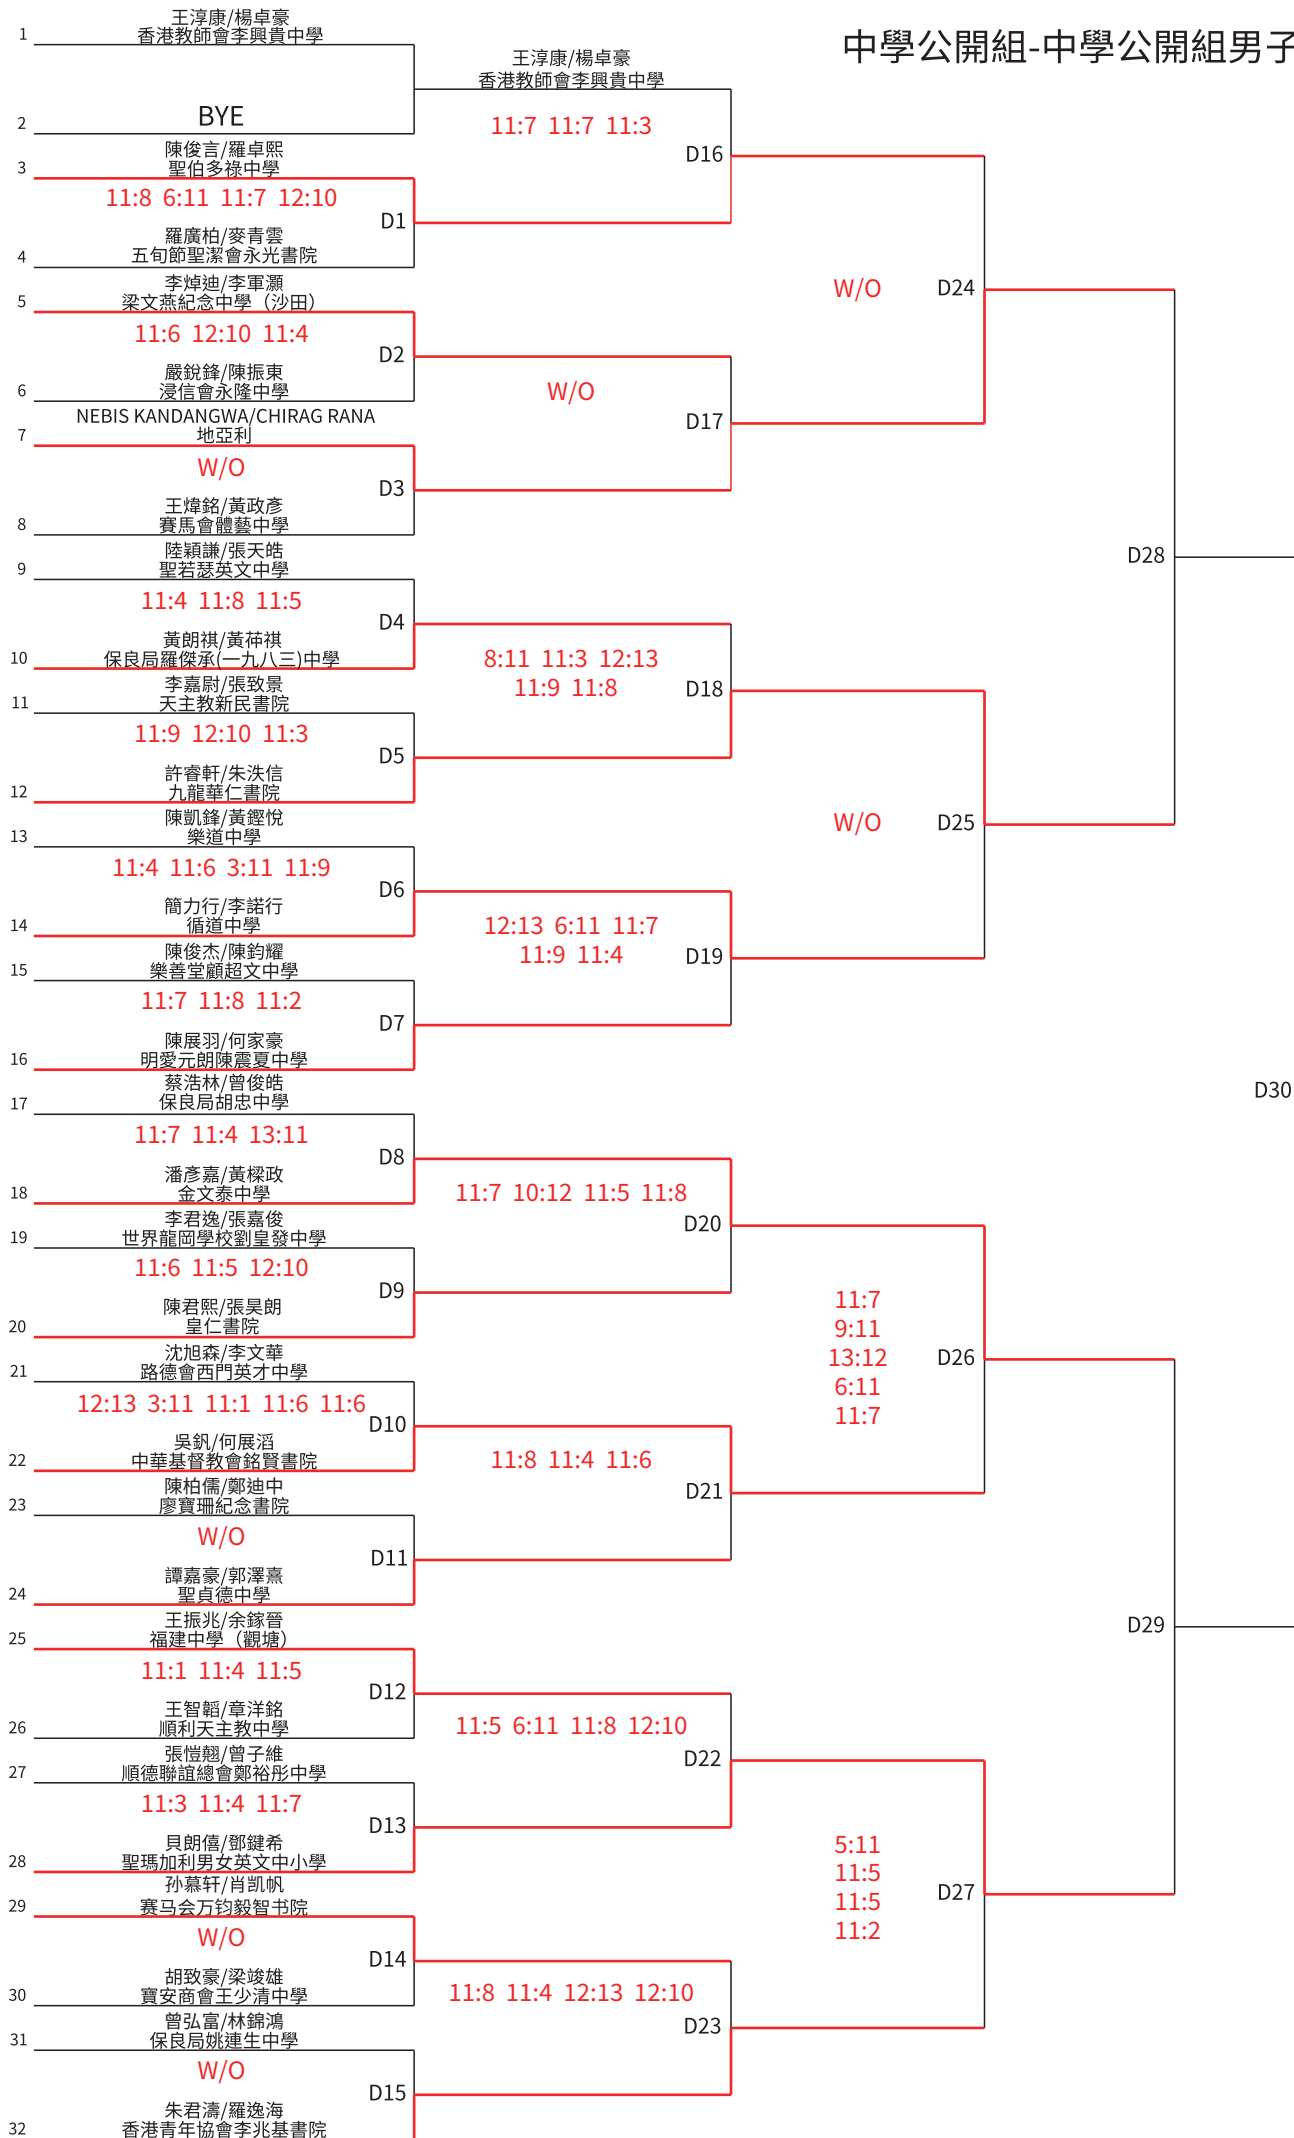 中學公開組-中學公開組男子
王淳康/楊卓豪
1 香港教師會李興貴中學
王淳康/楊卓豪
香港教師會李興貴中學
2 BYE
11:7 11:7 11:3
D16
陳俊言/羅卓熙
3 聖伯多祿中學
11:8 6:11 11:7 12:10
D1
羅廣柏/麥青雲
4 五旬節聖潔會永光書院
李焯迪/李軍灝
5 梁文燕紀念中學（沙田）
W/O
D24
11:6 12:10 11:4
D2
嚴銳鋒/陳振東
6 浸信會永隆中學
W/O
D17
NEBIS KANDANGWA/CHIRAG RANA
7 地亞利
W/O
D3
王煒銘/黃政彥
8 賽馬會體藝中學
陸穎謙/張天皓
9 聖若瑟英文中學
D28
11:4 11:8 11:5
D4
黃朗祺/黃荷祺
10 保良局羅傑承(一九八三)中學
8:11 11:3 12:13
11:9 11:8
D18
李嘉尉/張致景
11 天主教新民書院
11:9 12:10 11:3
D5
許睿軒/朱泆信
12 九龍華仁書院
陳凱鋒/黃鏗悅
13 樂道中學
W/O
D25
11:4 11:6 3:11 11:9
D6
簡力行/李諾行
14 循道中學
12:13 6:11 11:7
11:9 11:4
D19
陳俊杰/陳鈞耀
15 樂善堂顧超文中學
11:7 11:8 11:2
D7
陳展羽/何家豪
16 明愛元朗陳震夏中學
蔡浩林/曾俊皓
17 保良局胡忠中學
D30
11:7 11:4 13:11
D8
潘彥嘉/黃樑政
18 金文泰中學
11:7 10:12 11:5 11:8
D20
李君逸/張嘉俊
19 世界龍岡學校劉皇發中學
11:6 11:5 12:10
D9
陳君熙/張昊朗
20 皇仁書院
沈旭森/李文華
21 路德會西門英才中學
11:7
9:11
13:12
6:11
11:7
D26
12:13 3:11 11:1 11:6 11:6
D10
吳釩/何展滔
22 中華基督教會銘賢書院
11:8 11:4 11:6
D21
陳柏儒/鄭迪中
23 廖寶珊紀念書院
W/O
D11
譚嘉豪/郭澤熹
24 聖貞德中學
王振兆/余鎵晉
25 福建中學（觀塘）
D29
11:1 11:4 11:5
D12
王智韜/章洋銘
26 順利天主教中學
11:5 6:11 11:8 12:10
D22
張愷翹/曾子維
27 順德聯誼總會鄭裕彤中學
11:3 11:4 11:7
D13
貝朗僖/鄧鍵希
28 聖瑪加利男女英文中小學
孙慕轩/肖凯帆
29 赛马会万钧毅智书院
5:11
11:5
11:5
11:2
D27
W/O
D14
胡致豪/梁竣雄
30 寶安商會王少清中學
11:8 11:4 12:13 12:10
D23
曾弘富/林錦鴻
31 保良局姚連生中學
W/O
D15
朱君濤/羅逸海
32 香港青年協會李兆基書院